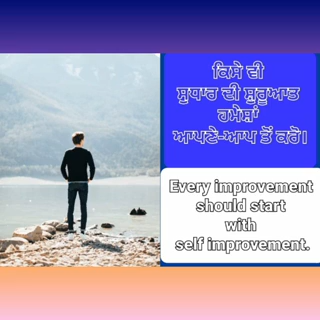 ਕਿਸੇ ਵੀ
ਸੁਧਾਰ ਦੀ ਸ਼ੁਰੂਆਤ
ਹਮੇਸ਼ਾਂ
ਆਪਣੇ-ਆਪ ਤੋਂ ਕਰੋ।
Every improvement
should start
with
self improvement.